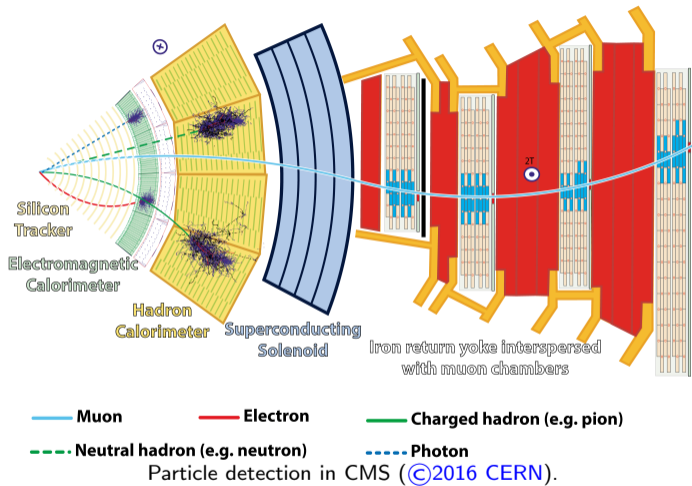 2T
Silicon
Tracker
Electromagnetic
Calorimeter
Hadron
Calorimeter
Superconducting
Solenoid
Iron return yoke interspersed
with muon chambers
Muon
Electron
Charged hadron (e.g. pion)
Neutral hadron (e.g. neutron)
Photon
Particle detection in CMS (©2016 CERN).